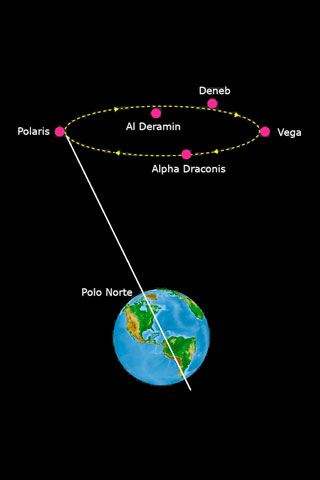 Deneb
Al Deramin
Polaris
Vega
Alpha Draconis
Polo Norte